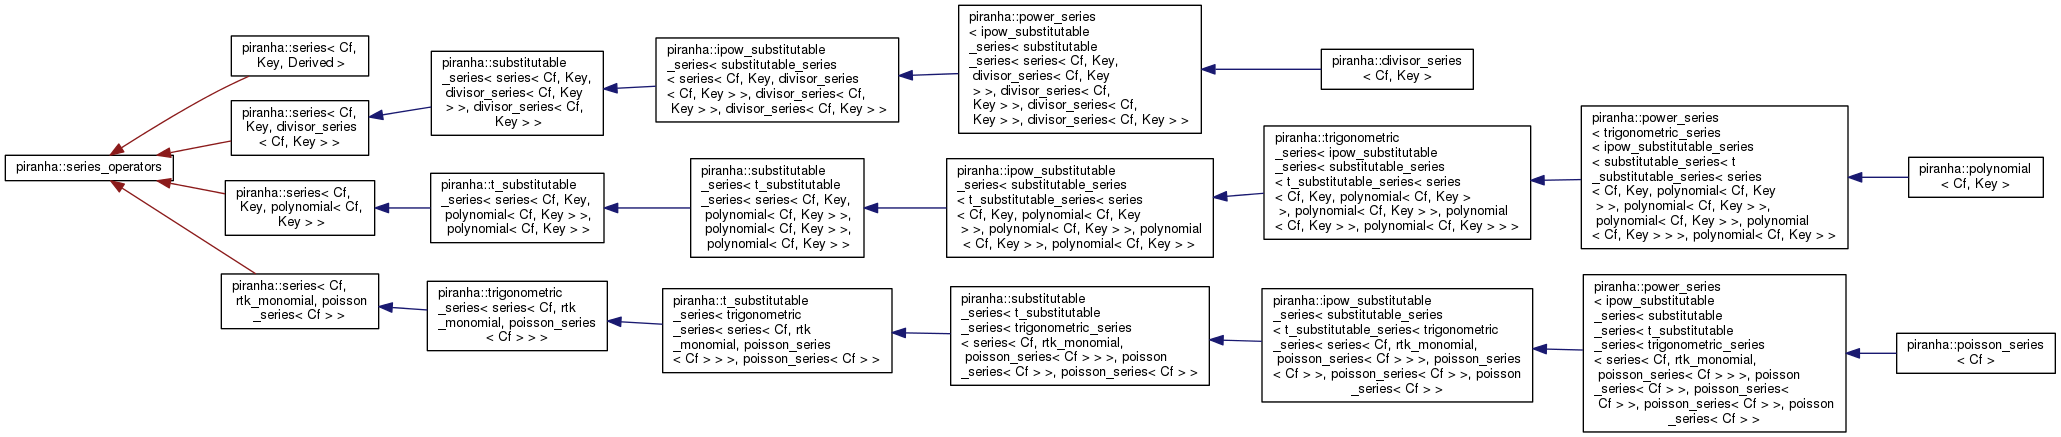 piranha::series_operators
piranha::series< Cf,
Key, Derived >
piranha::series< Cf,
Key, divisor_series
< Cf, Key > >
piranha::substitutable
_series< series< Cf, Key,
divisor_series< Cf, Key
> >, divisor_series< Cf,
Key > >
piranha::ipow_substitutable
_series< substitutable_series
< series< Cf, Key, divisor_series
< Cf, Key > >, divisor_series< Cf,
Key > >, divisor_series< Cf, Key > >
piranha::power_series
< ipow_substitutable
_series< substitutable
_series< series< Cf, Key,
divisor_series< Cf, Key
> >, divisor_series< Cf,
Key > >, divisor_series< Cf,
Key > >, divisor_series< Cf, Key > >
piranha::divisor_series
< Cf, Key >
piranha::series< Cf,
Key, polynomial< Cf,
Key > >
piranha::t_substitutable
_series< series< Cf, Key,
polynomial< Cf, Key > >,
polynomial< Cf, Key > >
piranha::substitutable
_series< t_substitutable
_series< series< Cf, Key,
polynomial< Cf, Key > >,
polynomial< Cf, Key > >,
polynomial< Cf, Key > >
piranha::ipow_substitutable
_series< substitutable_series
< t_substitutable_series< series
< Cf, Key, polynomial< Cf, Key
> >, polynomial< Cf, Key > >, polynomial
< Cf, Key > >, polynomial< Cf, Key > >
piranha::trigonometric
_series< ipow_substitutable
_series< substitutable_series
< t_substitutable_series< series
< Cf, Key, polynomial< Cf, Key >
>, polynomial< Cf, Key > >, polynomial
< Cf, Key > >, polynomial< Cf, Key > > >
piranha::power_series
< trigonometric_series
< ipow_substitutable_series
< substitutable_series< t
_substitutable_series< series
< Cf, Key, polynomial< Cf, Key
> >, polynomial< Cf, Key > >,
polynomial< Cf, Key > >, polynomial
< Cf, Key > > >, polynomial< Cf, Key > >
piranha::polynomial
< Cf, Key >
piranha::series< Cf,
rtk_monomial, poisson
_series< Cf > >
piranha::trigonometric
_series< series< Cf, rtk
_monomial, poisson_series
< Cf > > >
piranha::t_substitutable
_series< trigonometric
_series< series< Cf, rtk
_monomial, poisson_series
< Cf > > >, poisson_series< Cf > >
piranha::substitutable
_series< t_substitutable
_series< trigonometric_series
< series< Cf, rtk_monomial,
poisson_series< Cf > > >, poisson
_series< Cf > >, poisson_series< Cf > >
piranha::ipow_substitutable
_series< substitutable_series
< t_substitutable_series< trigonometric
_series< series< Cf, rtk_monomial,
poisson_series< Cf > > >, poisson_series
< Cf > >, poisson_series< Cf > >, poisson
_series< Cf > >
piranha::power_series
< ipow_substitutable
_series< substitutable
_series< t_substitutable
_series< trigonometric_series
< series< Cf, rtk_monomial,
poisson_series< Cf > > >, poisson
_series< Cf > >, poisson_series<
Cf > >, poisson_series< Cf > >, poisson
_series< Cf > >
piranha::poisson_series
< Cf >